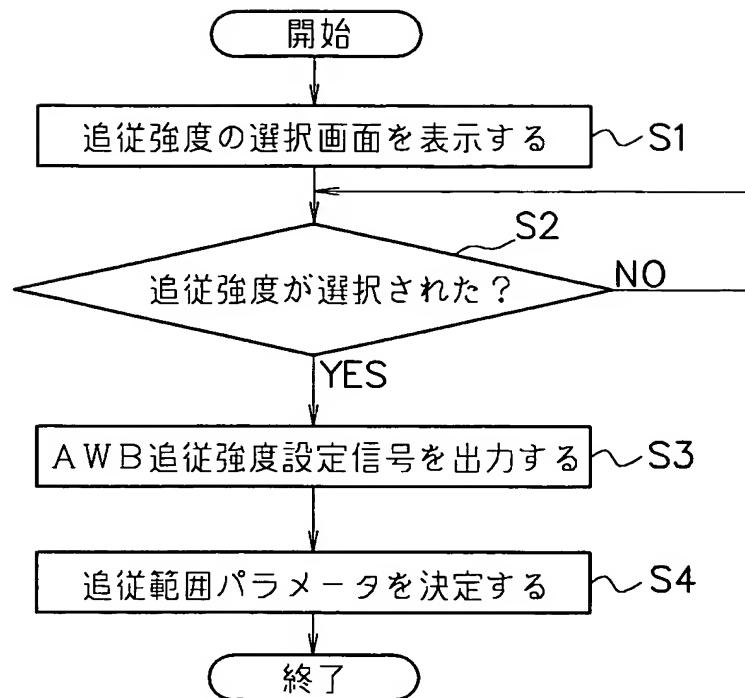 開始
追従強度の選択画面を表示する
S1
S2
追従強度が選択された?
NO
YES
AWB追従強度設定信号を出力する
S3
追従範囲パラメータを決定する
S4
終了